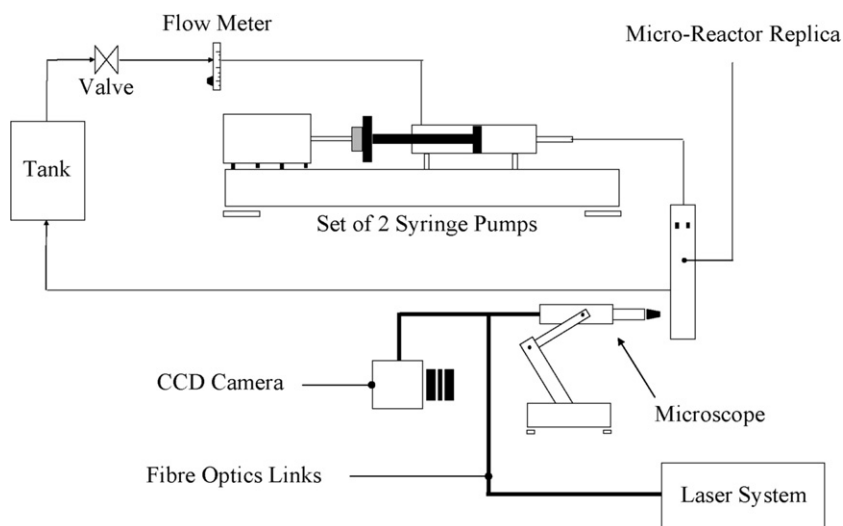 Flow Meter
Micro-Reactor Replica
Valve
Tank
Set of 2 Syringe Pumps
CCD Camera
Microscope
Fibre Optics Links
Laser System